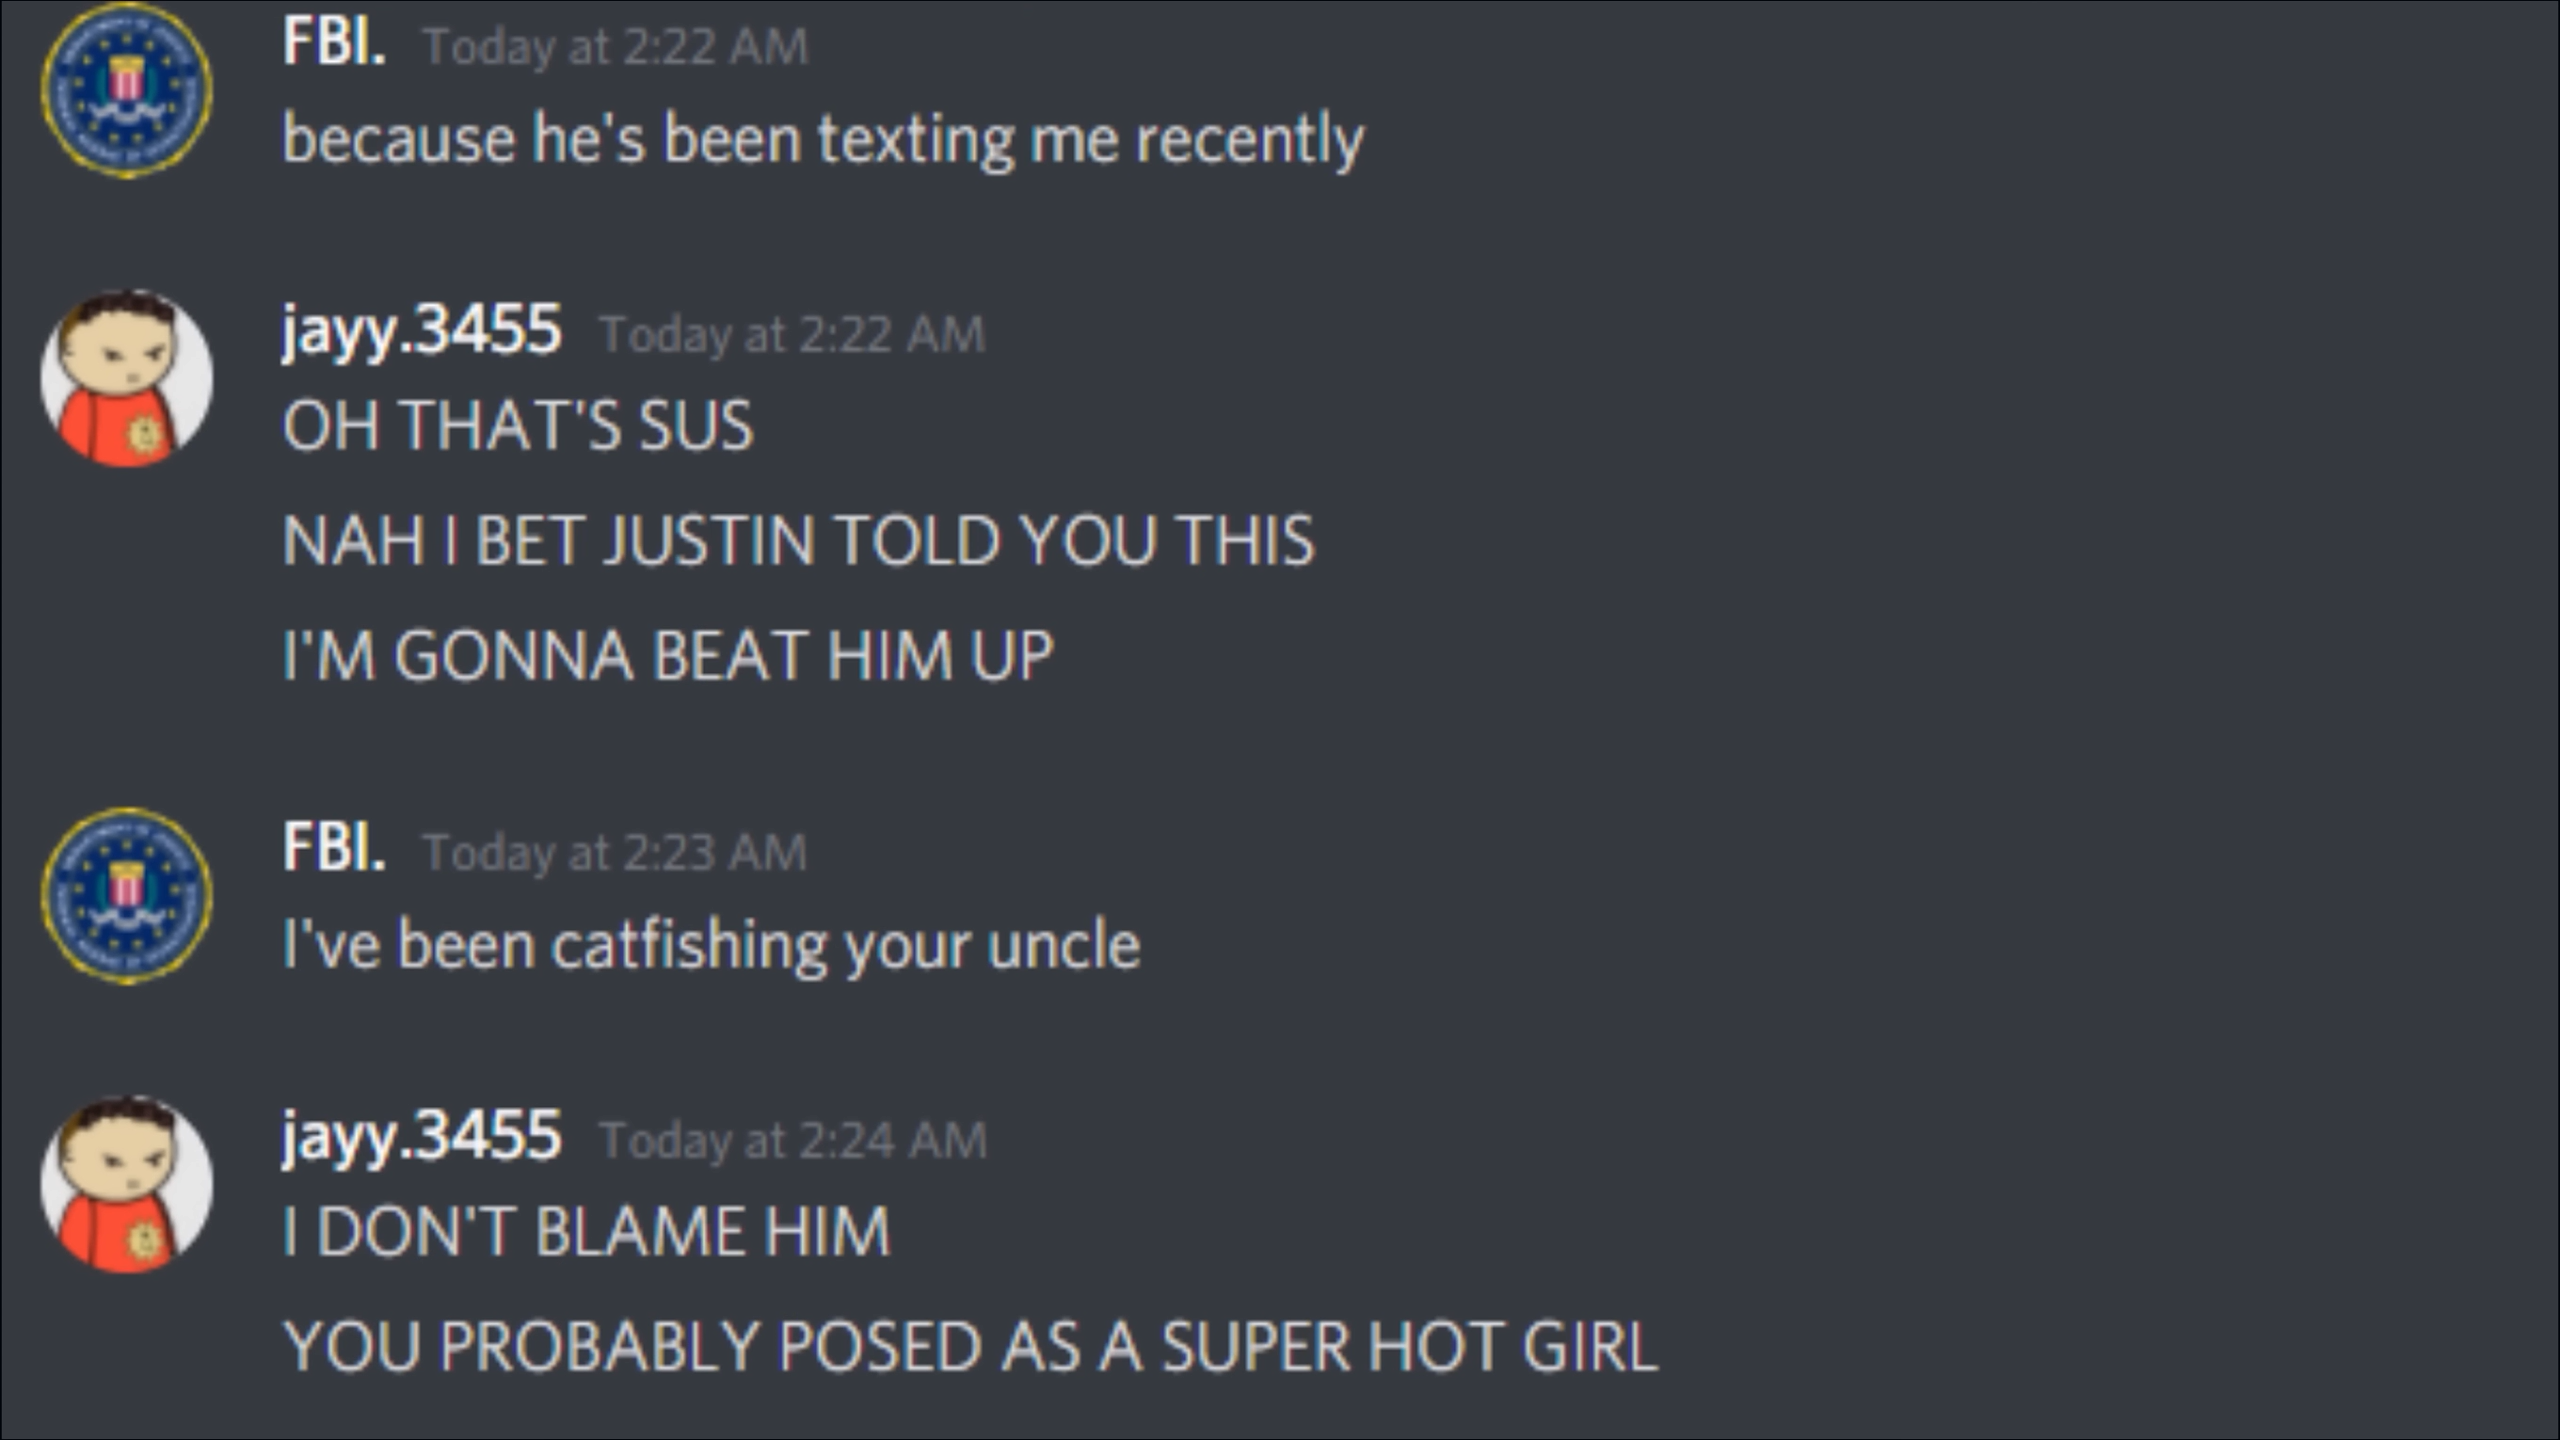 FBI. Today at 2:22 AM
because he's been texting me recently
jayy.3455 Today at 2:22 AM
OH THAT'S SUS
NAH I BET JUSTIN TOLD YOU THIS
I'M GONNA BEAT HIM UP
FBI. Today at 2:23 AM
I've been catfishing your uncle
jayy.3455 Today at 2:24 AM
I DON'T BLAME HIM
YOU PROBABLY POSED AS A SUPER HOT GIRL